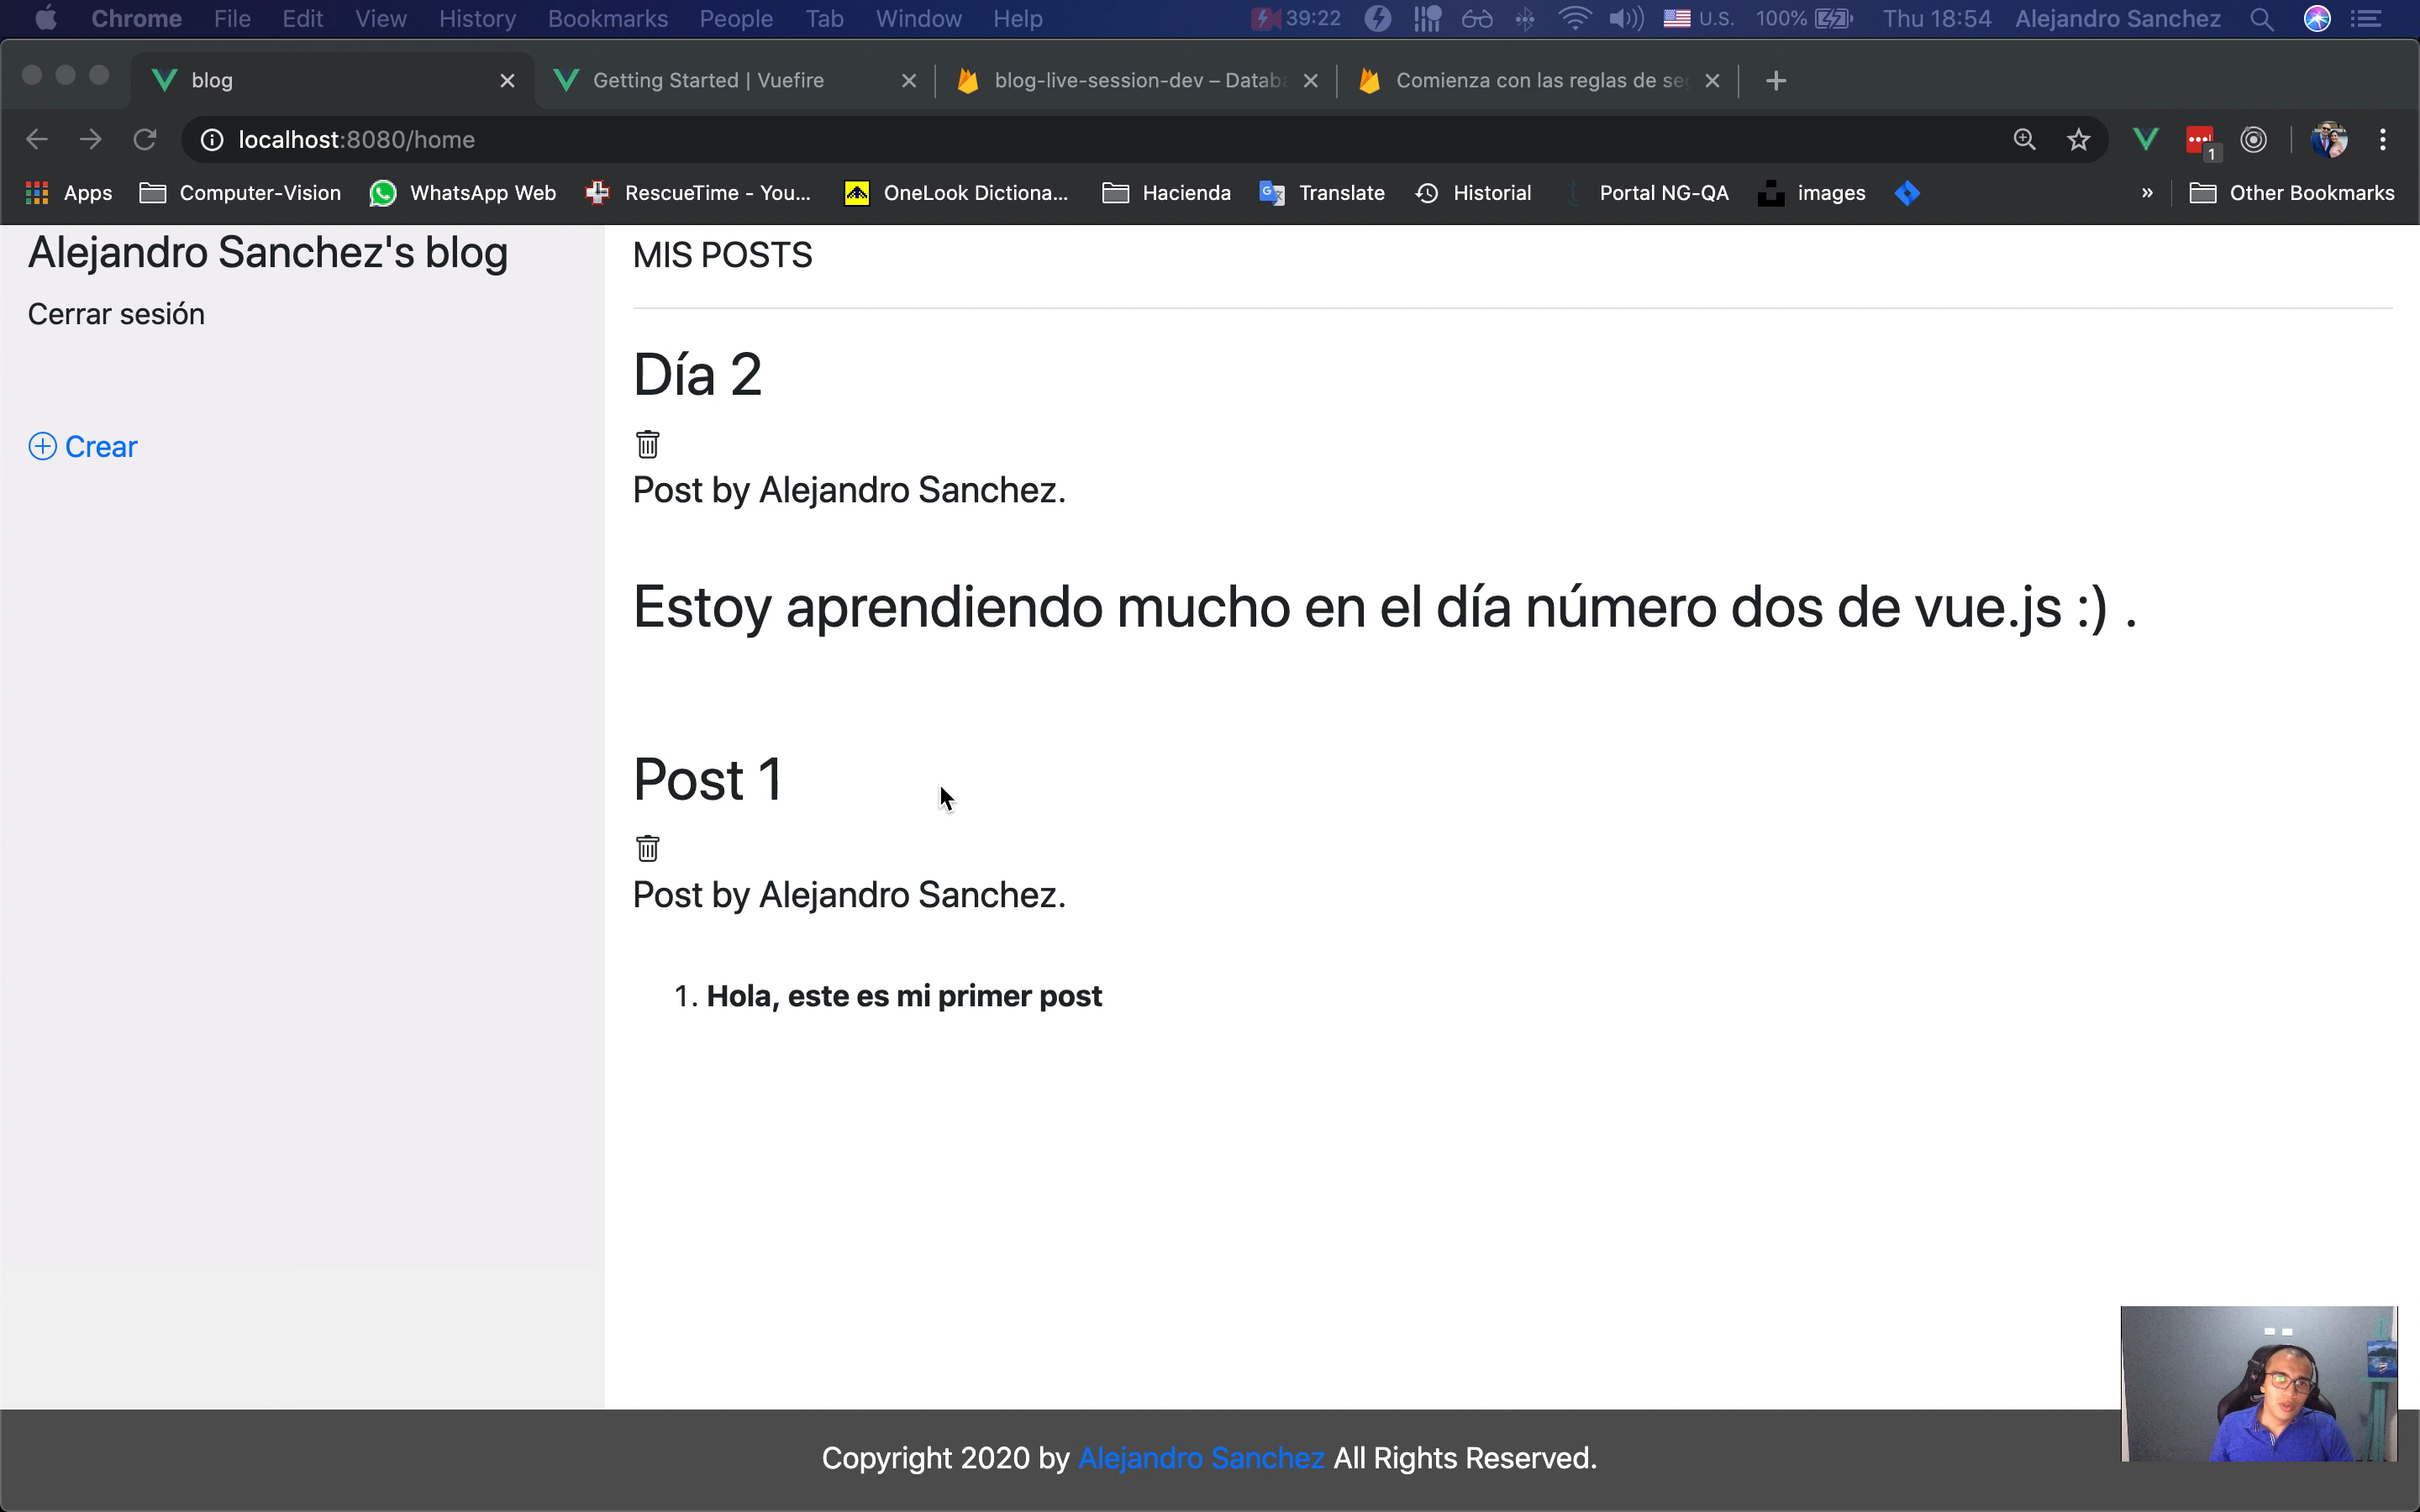 Chrome File Edit View History Bookmarks People Tab Window Help 39:22 U.S. 100% Thu 18:54 Alejandro Sanchez
blog Getting Started | Vuefire blog-live-session-dev – Datab Comienza con las reglas de se
localhost:8080/home
1
Apps Computer-Vision WhatsApp Web RescueTime - You... OneLook Dictiona... Hacienda Translate Historial Portal NG-QA images » Other Bookmarks
Alejandro Sanchez's blog
Cerrar sesión
Crear
MIS POSTS
Día 2
Post by Alejandro Sanchez.
Estoy aprendiendo mucho en el día número dos de vue.js :) .
Post 1
Post by Alejandro Sanchez.
1. Hola, este es mi primer post
Copyright 2020 by Alejandro Sanchez All Rights Reserved.